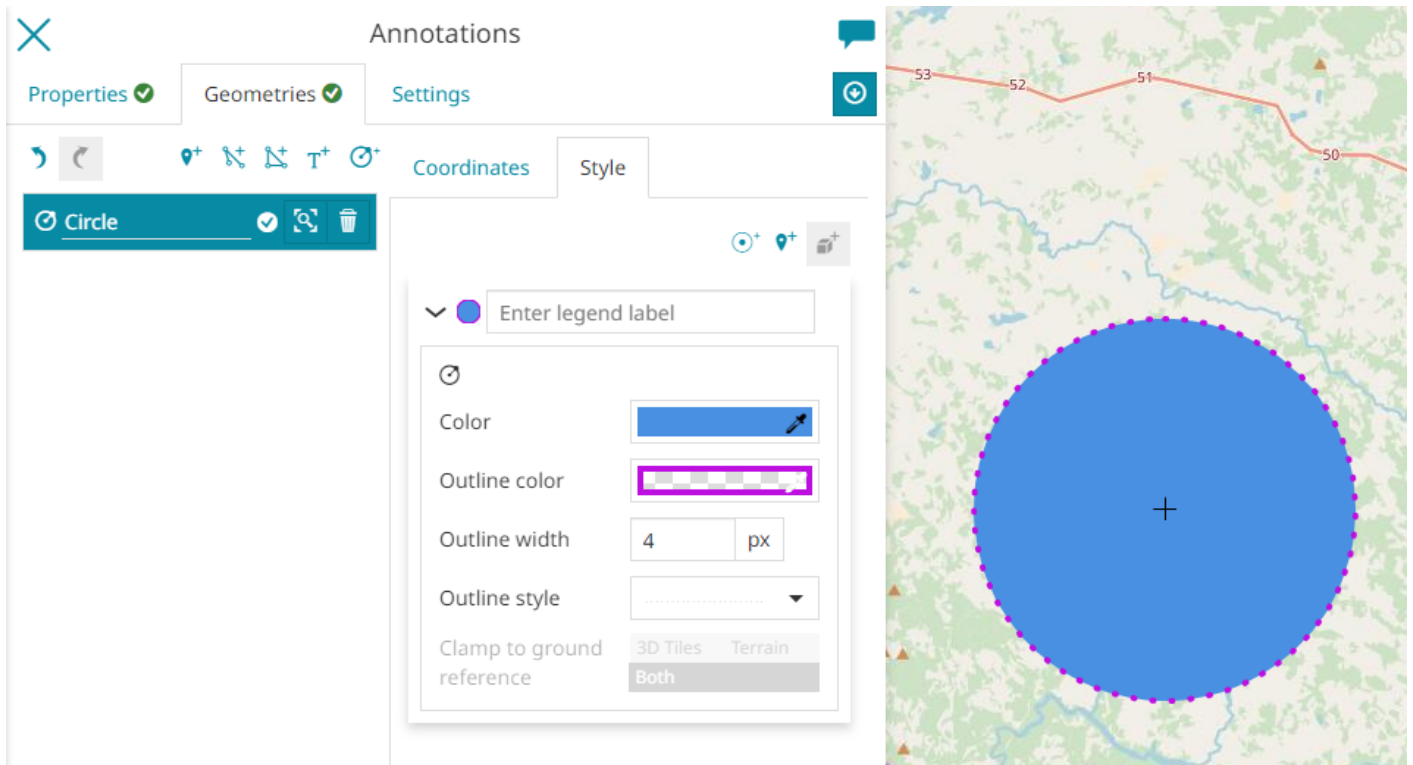 Annotations
Properties
Geometries
Settings
Coordinates
Style
Circle
Enter legend label
Color
Outline color
Outline width
4
px
Outline style
Clamp to ground
reference
3D Tiles
Terrain
Both
53
52
51
50